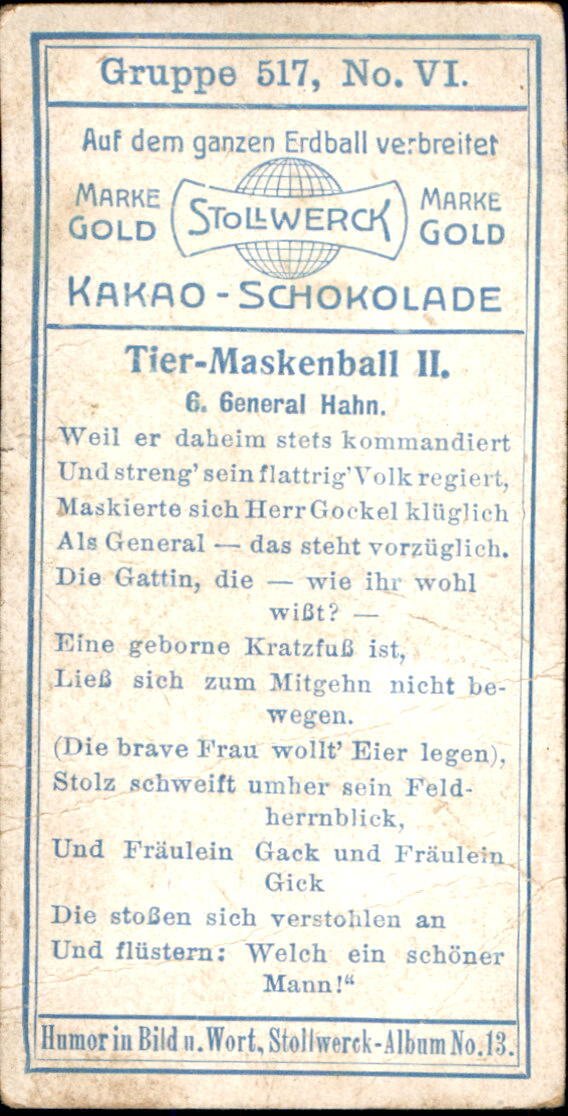 Gruppe 517, No. VI.
Auf dem ganzen Erdball verbreitet
MARKE GOLD
STOLLWERCK
MARKE GOLD
KAKAO - SCHOKOLADE
Tier-Maskenball II.
6. General Hahn.
Weil er daheim stets kommandiert
Und streng' sein flattrig' Volk regiert,
Maskierte sich Herr Gockel klüglich
Als General — das steht vorzüglich.
Die Gattin, die — wie ihr wohl
wißt? —
Eine geborne Kratzfuß ist,
Ließ sich zum Mitgehn nicht be-
wegen.
(Die brave Frau wollt' Eier legen),
Stolz schweift umher sein Feld-
herrnblick,
Und Fräulein Gack und Fräulein
Gick
Die stoßen sich verstohlen an
Und flüstern: Welch ein schöner
Mann!“
Humor in Bild u. Wort, Stollwerck-Album No. 13.